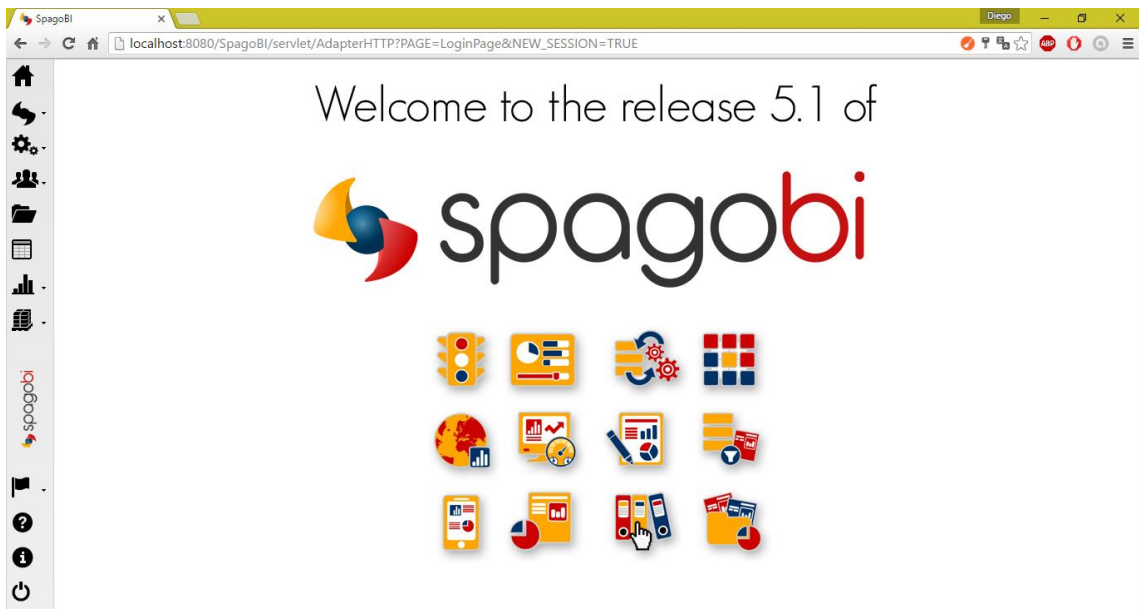 SpagoBI
Diego
localhost:8080/SpagoBI/servlet/AdapterHTTP?PAGE=LoginPage&NEW_SESSION=TRUE
ABP
Welcome to the release 5.1 of
spagobi
spagobi